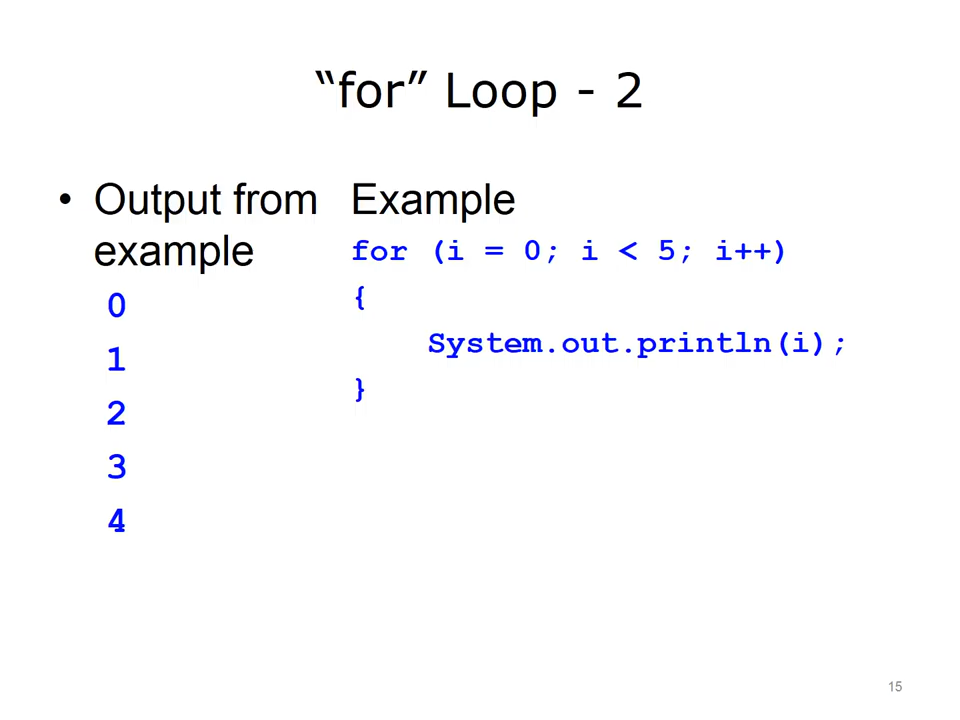 “for” Loop - 2
• Output from
example
0
1
2
3
4
Example
for (i = 0; i < 5; i++)
{
System.out.println(i);
}
15